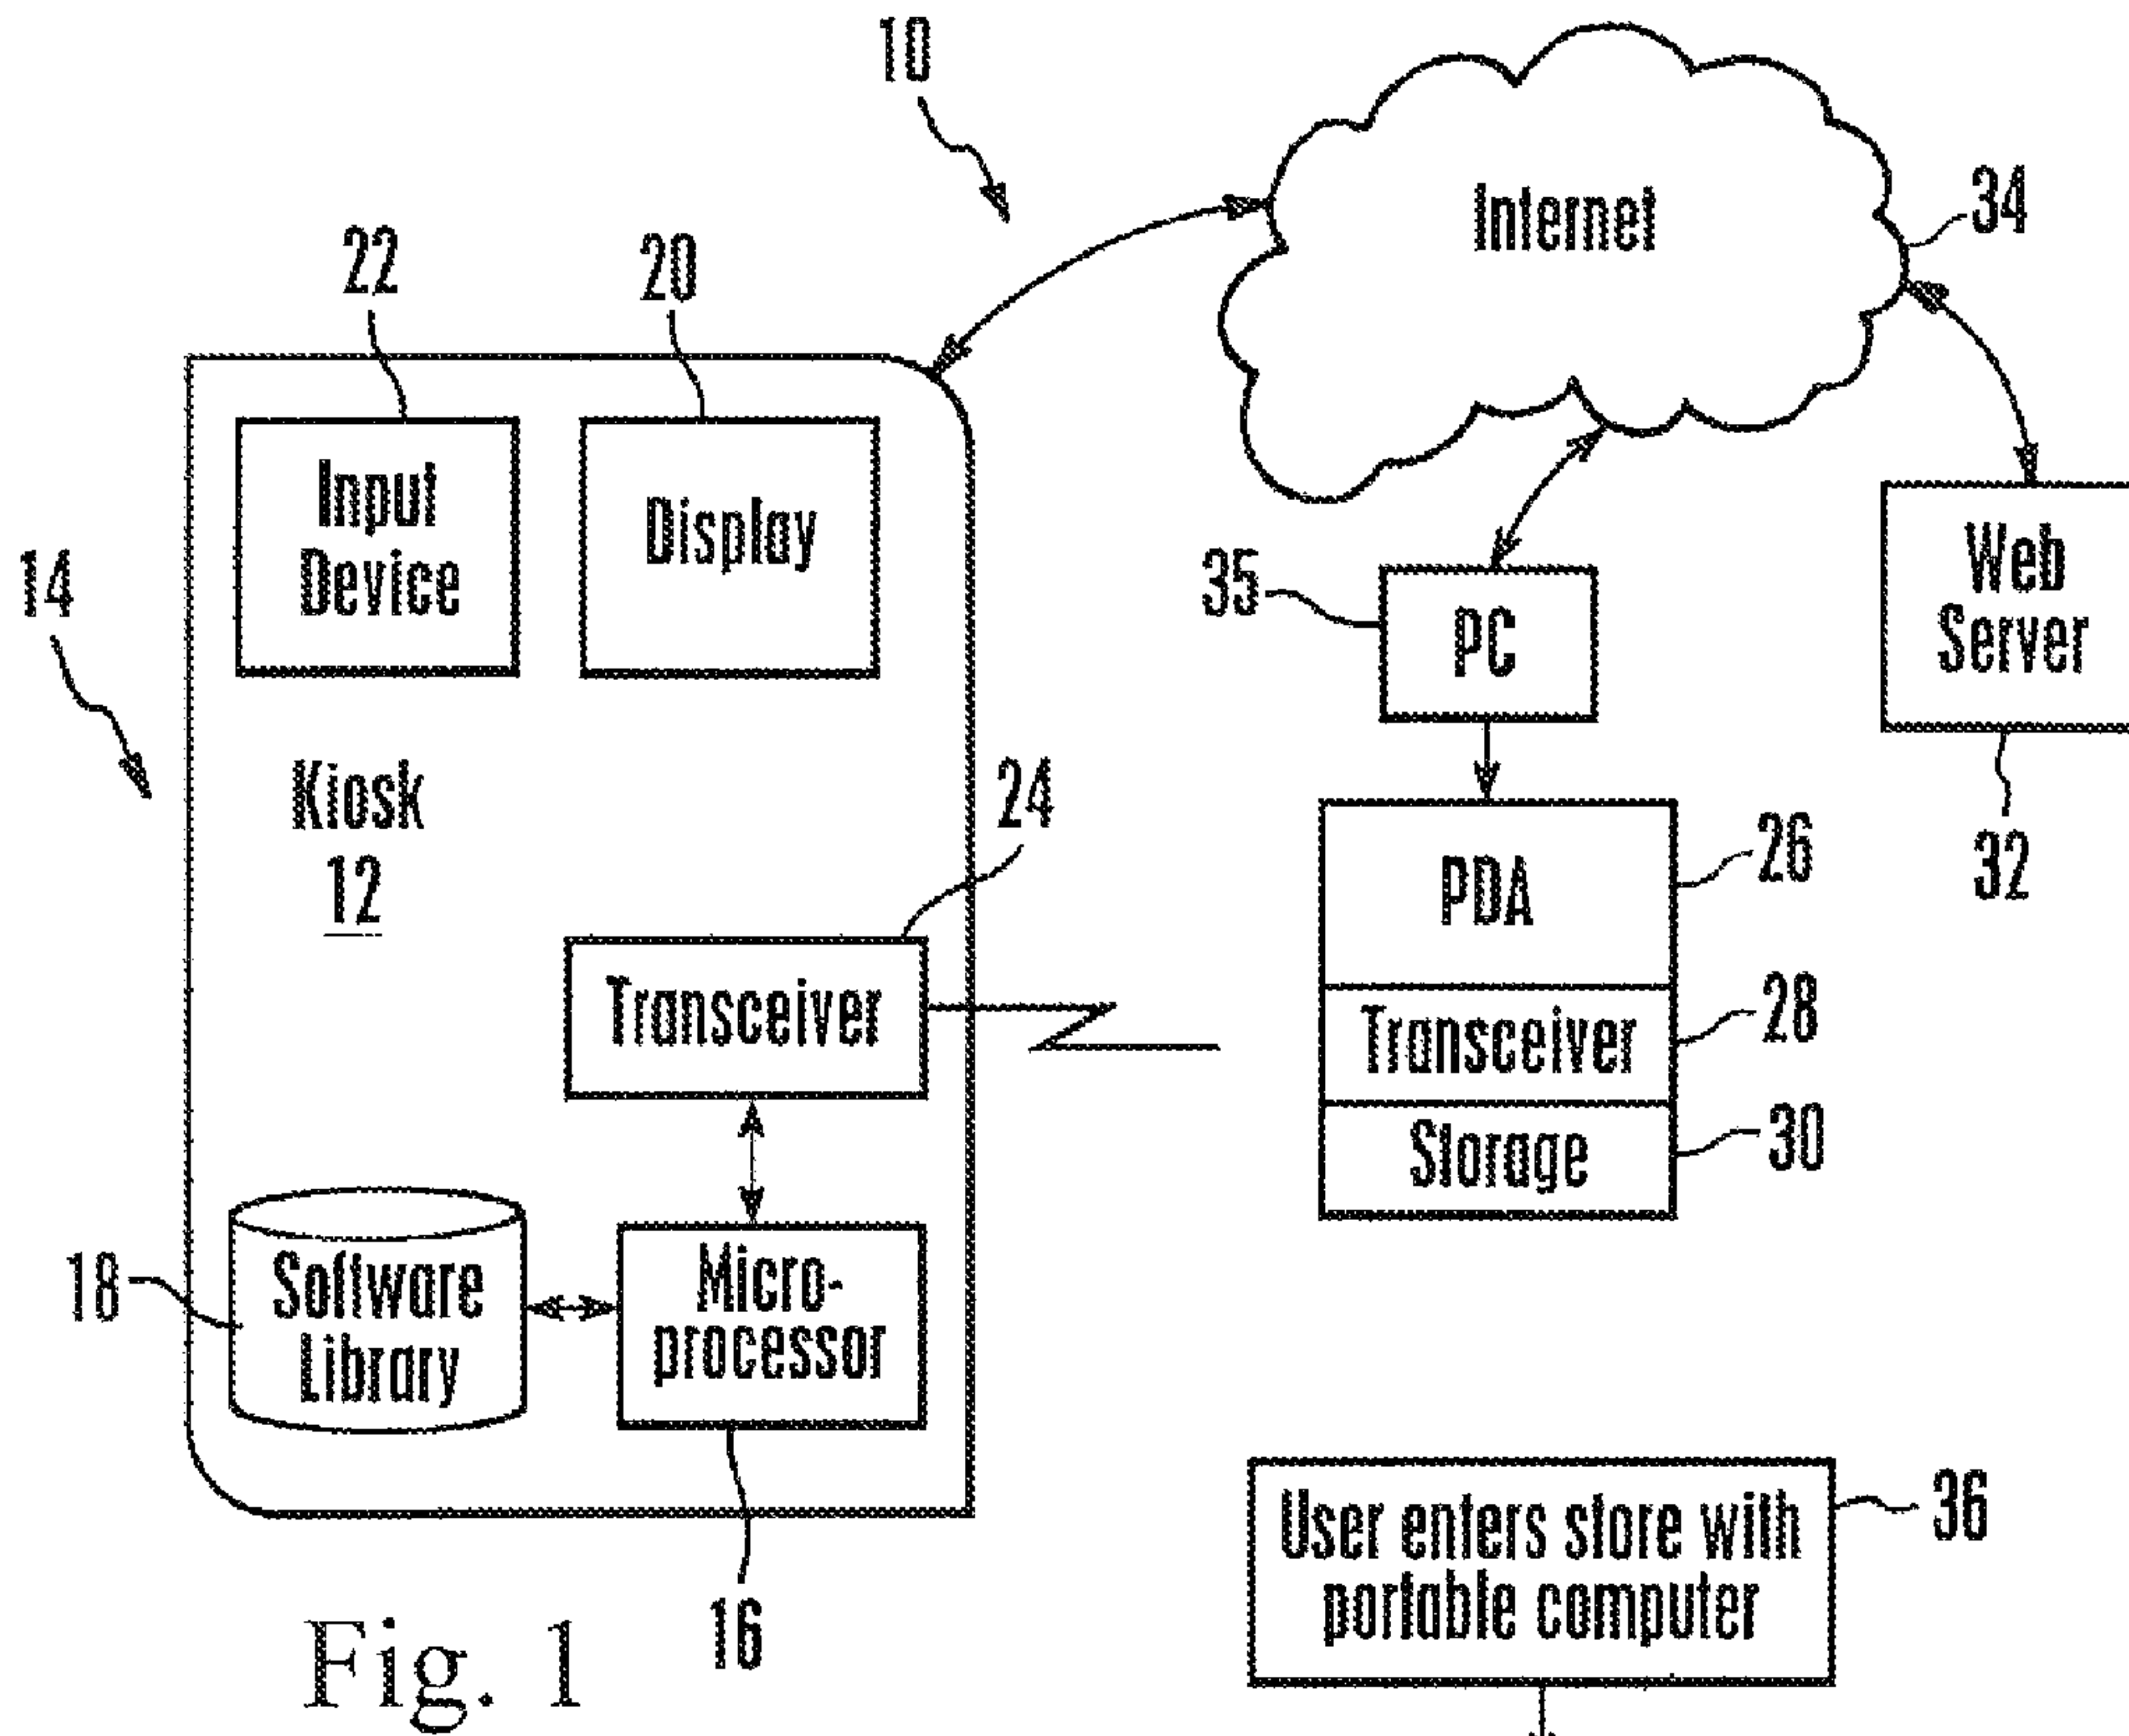 10
Internet
34
22
20
Input
Device
Display
14
35
PC
Web
Server
32
Kiosk
12
24
PDA
26
Transceiver
Transceiver
28
Storage
30
18
Software
Library
Micro-
processor
16
User enters store with
portable computer
36
Fig. 1